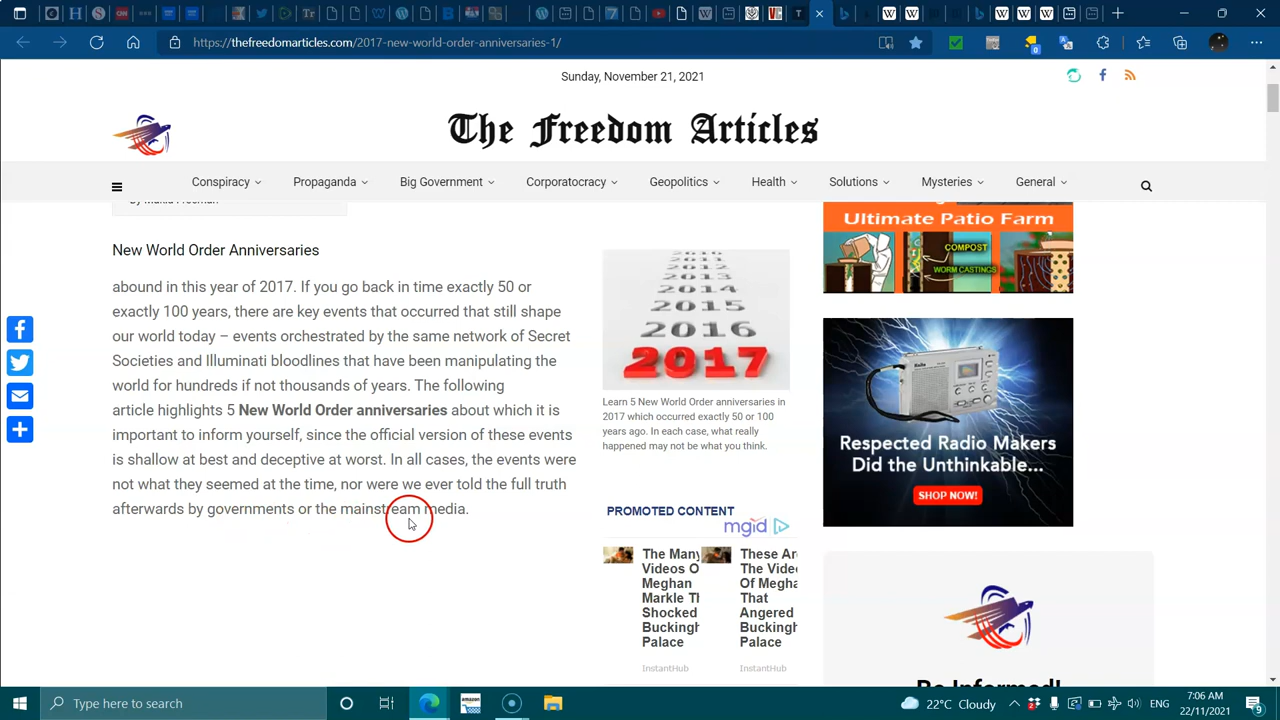 https://thefreedomarticles.com/2017-new-world-order-anniversaries-1/
Sunday, November 21, 2021
The Freedom Articles
Conspiracy
Propaganda
Big Government
Corporatocracy
Geopolitics
Health
Solutions
Mysteries
General
New World Order Anniversaries
abound in this year of 2017. If you go back in time exactly 50 or
exactly 100 years, there are key events that occurred that still shape
our world today – events orchestrated by the same network of Secret
Societies and Illuminati bloodlines that have been manipulating the
world for hundreds if not thousands of years. The following
article highlights 5 New World Order anniversaries about which it is
important to inform yourself, since the official version of these events
is shallow at best and deceptive at worst. In all cases, the events were
not what they seemed at the time, nor were we ever told the full truth
afterwards by governments or the mainstream media.
2011
2012
2013
2014
2015
2016
2017
Learn 5 New World Order anniversaries in
2017 which occurred exactly 50 or 100
years ago. In each case, what really
happened may not be what you think.
PROMOTED CONTENT
mgid
The Many
Videos O
Meghan
Markle Th
Shocked
Buckingh
Palace
InstantHub
These Are
The Video
Of Megha
That
Angered
Buckingh
Palace
InstantHub
Ultimate Patio Farm
COMPOST
WORM CASTINGS
Respected Radio Makers
Did the Unthinkable...
SHOP NOW!
Be Informed!
Type here to search
amazon
22°C Cloudy
7:06 AM
22/11/2021